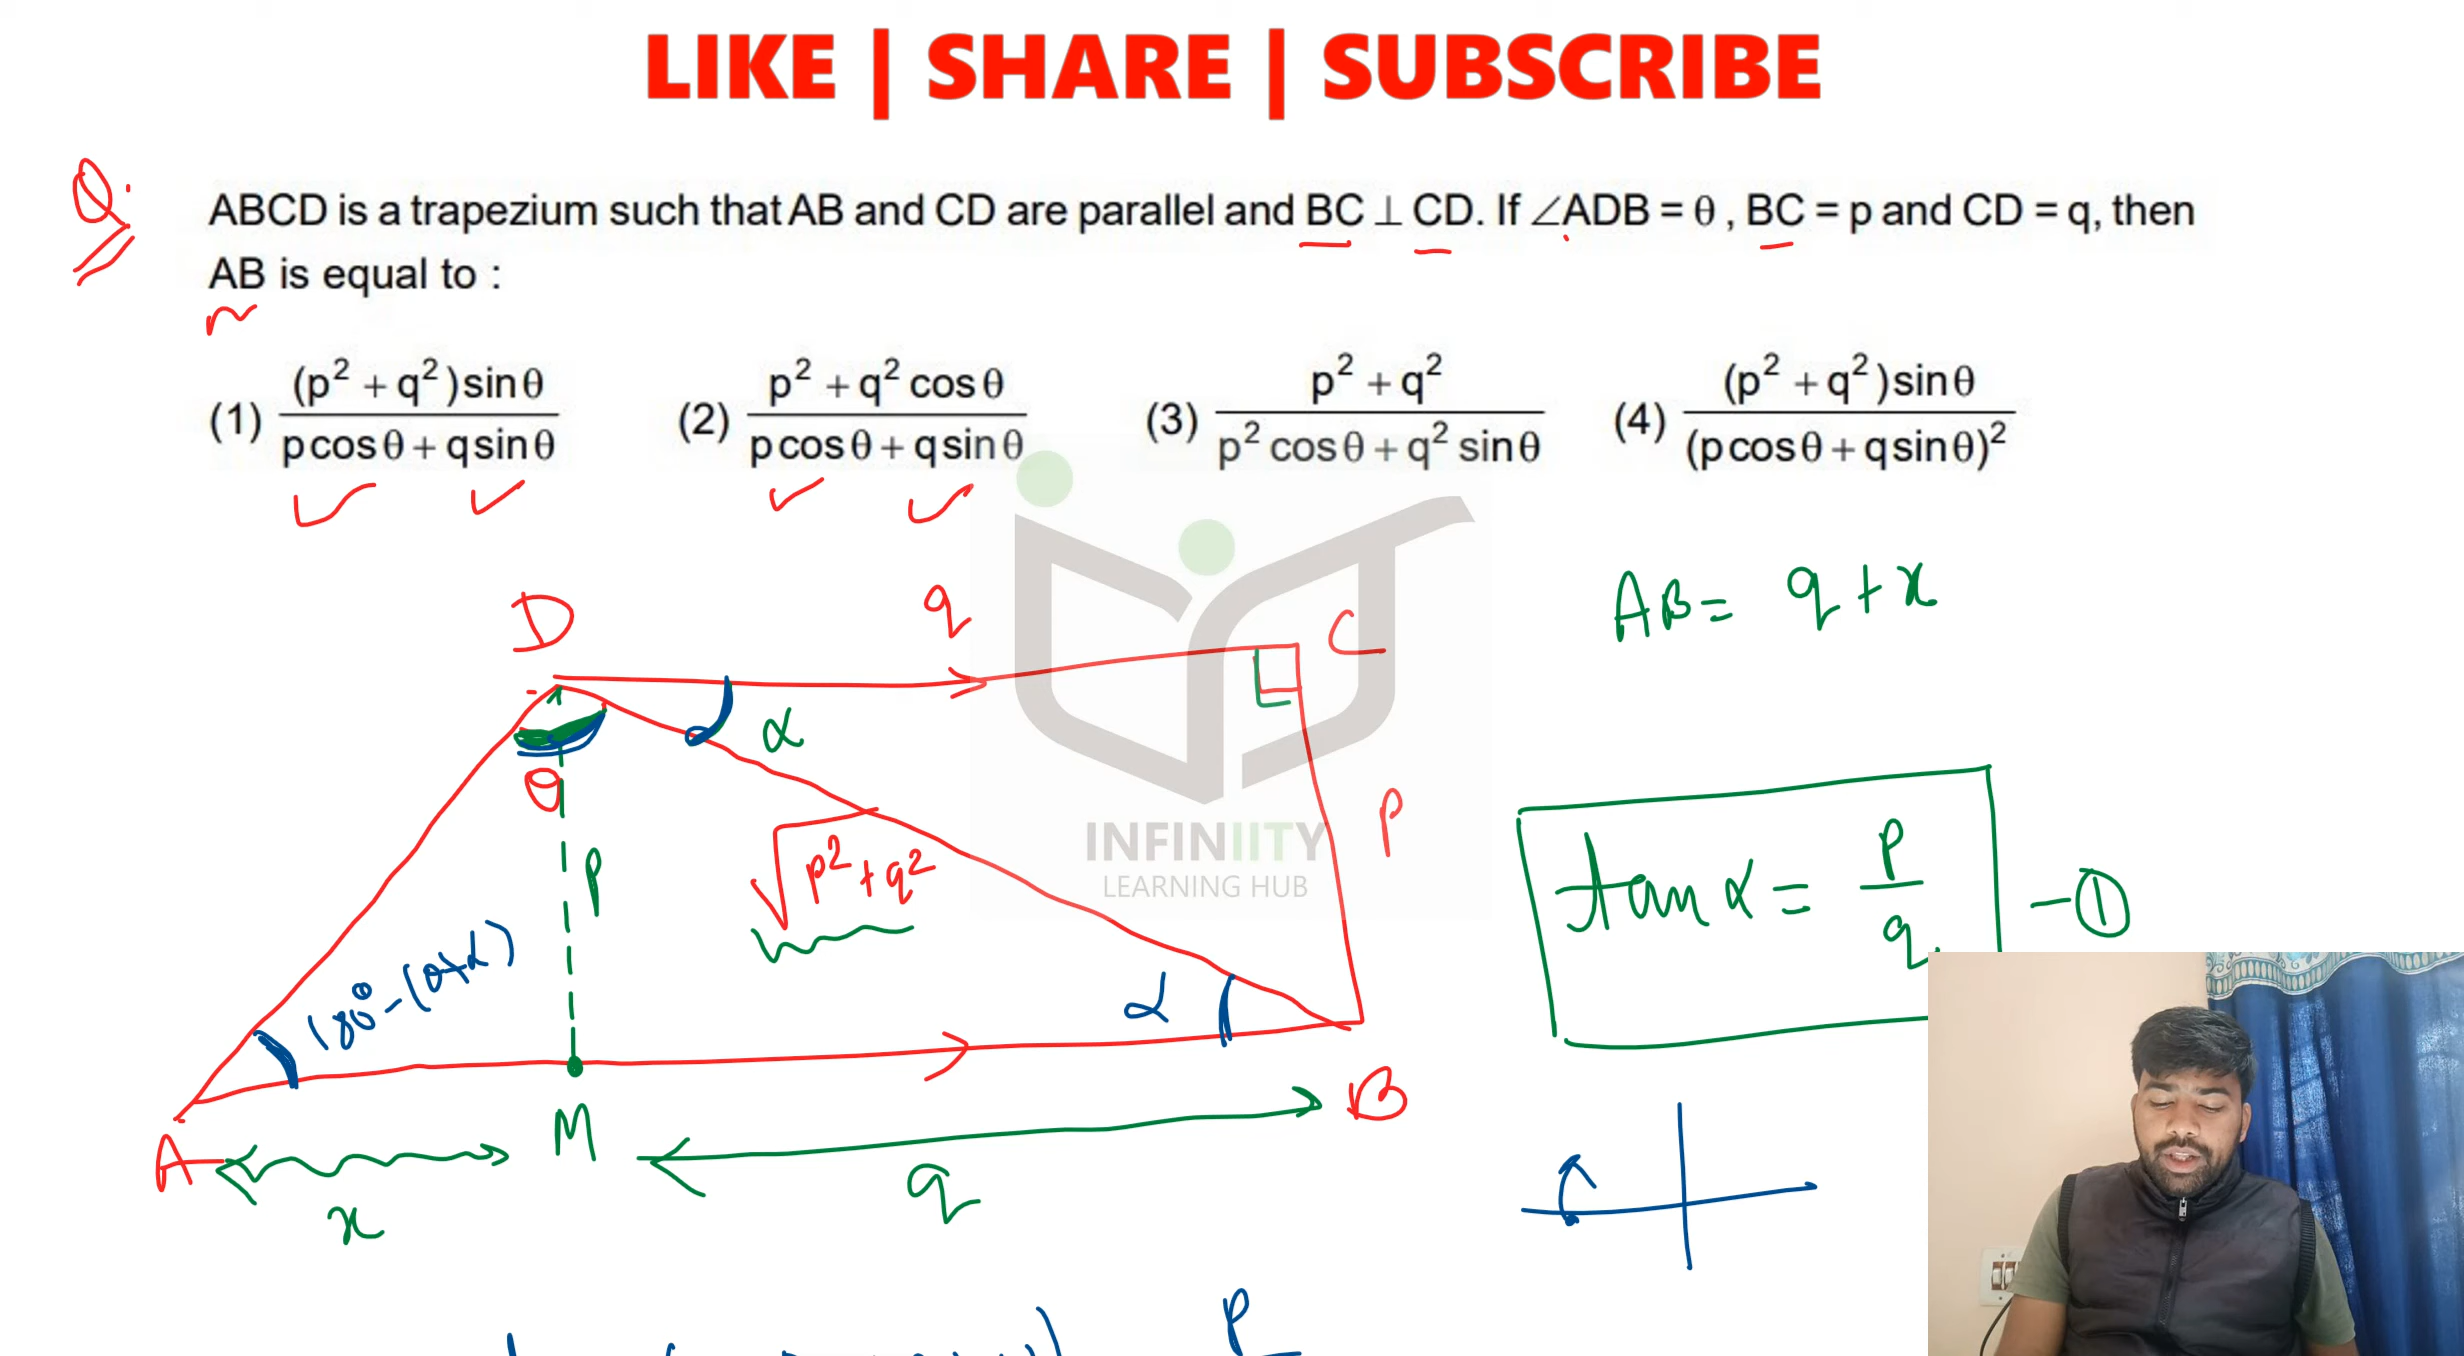 LIKE | SHARE | SUBSCRIBE
Q.
ABCD is a trapezium such that AB and CD are parallel and BC ⊥ CD. If ∠ADB = θ , BC = p and CD = q, then
AB is equal to :
(1) (p² + q²)sinθ / pcosθ + qsinθ
(2) p² + q² cosθ / pcosθ + qsinθ
(3) p² + q² / p² cosθ + q² sinθ
(4) (p² + q²)sinθ / (pcosθ + qsinθ)²
AB = q + x
D
q
C
α
θ
p
p
√p²+q²
tan α = p/q
-①
INFINIITY
LEARNING HUB
180°-(θ+α)
α
A
M
B
x
q
p